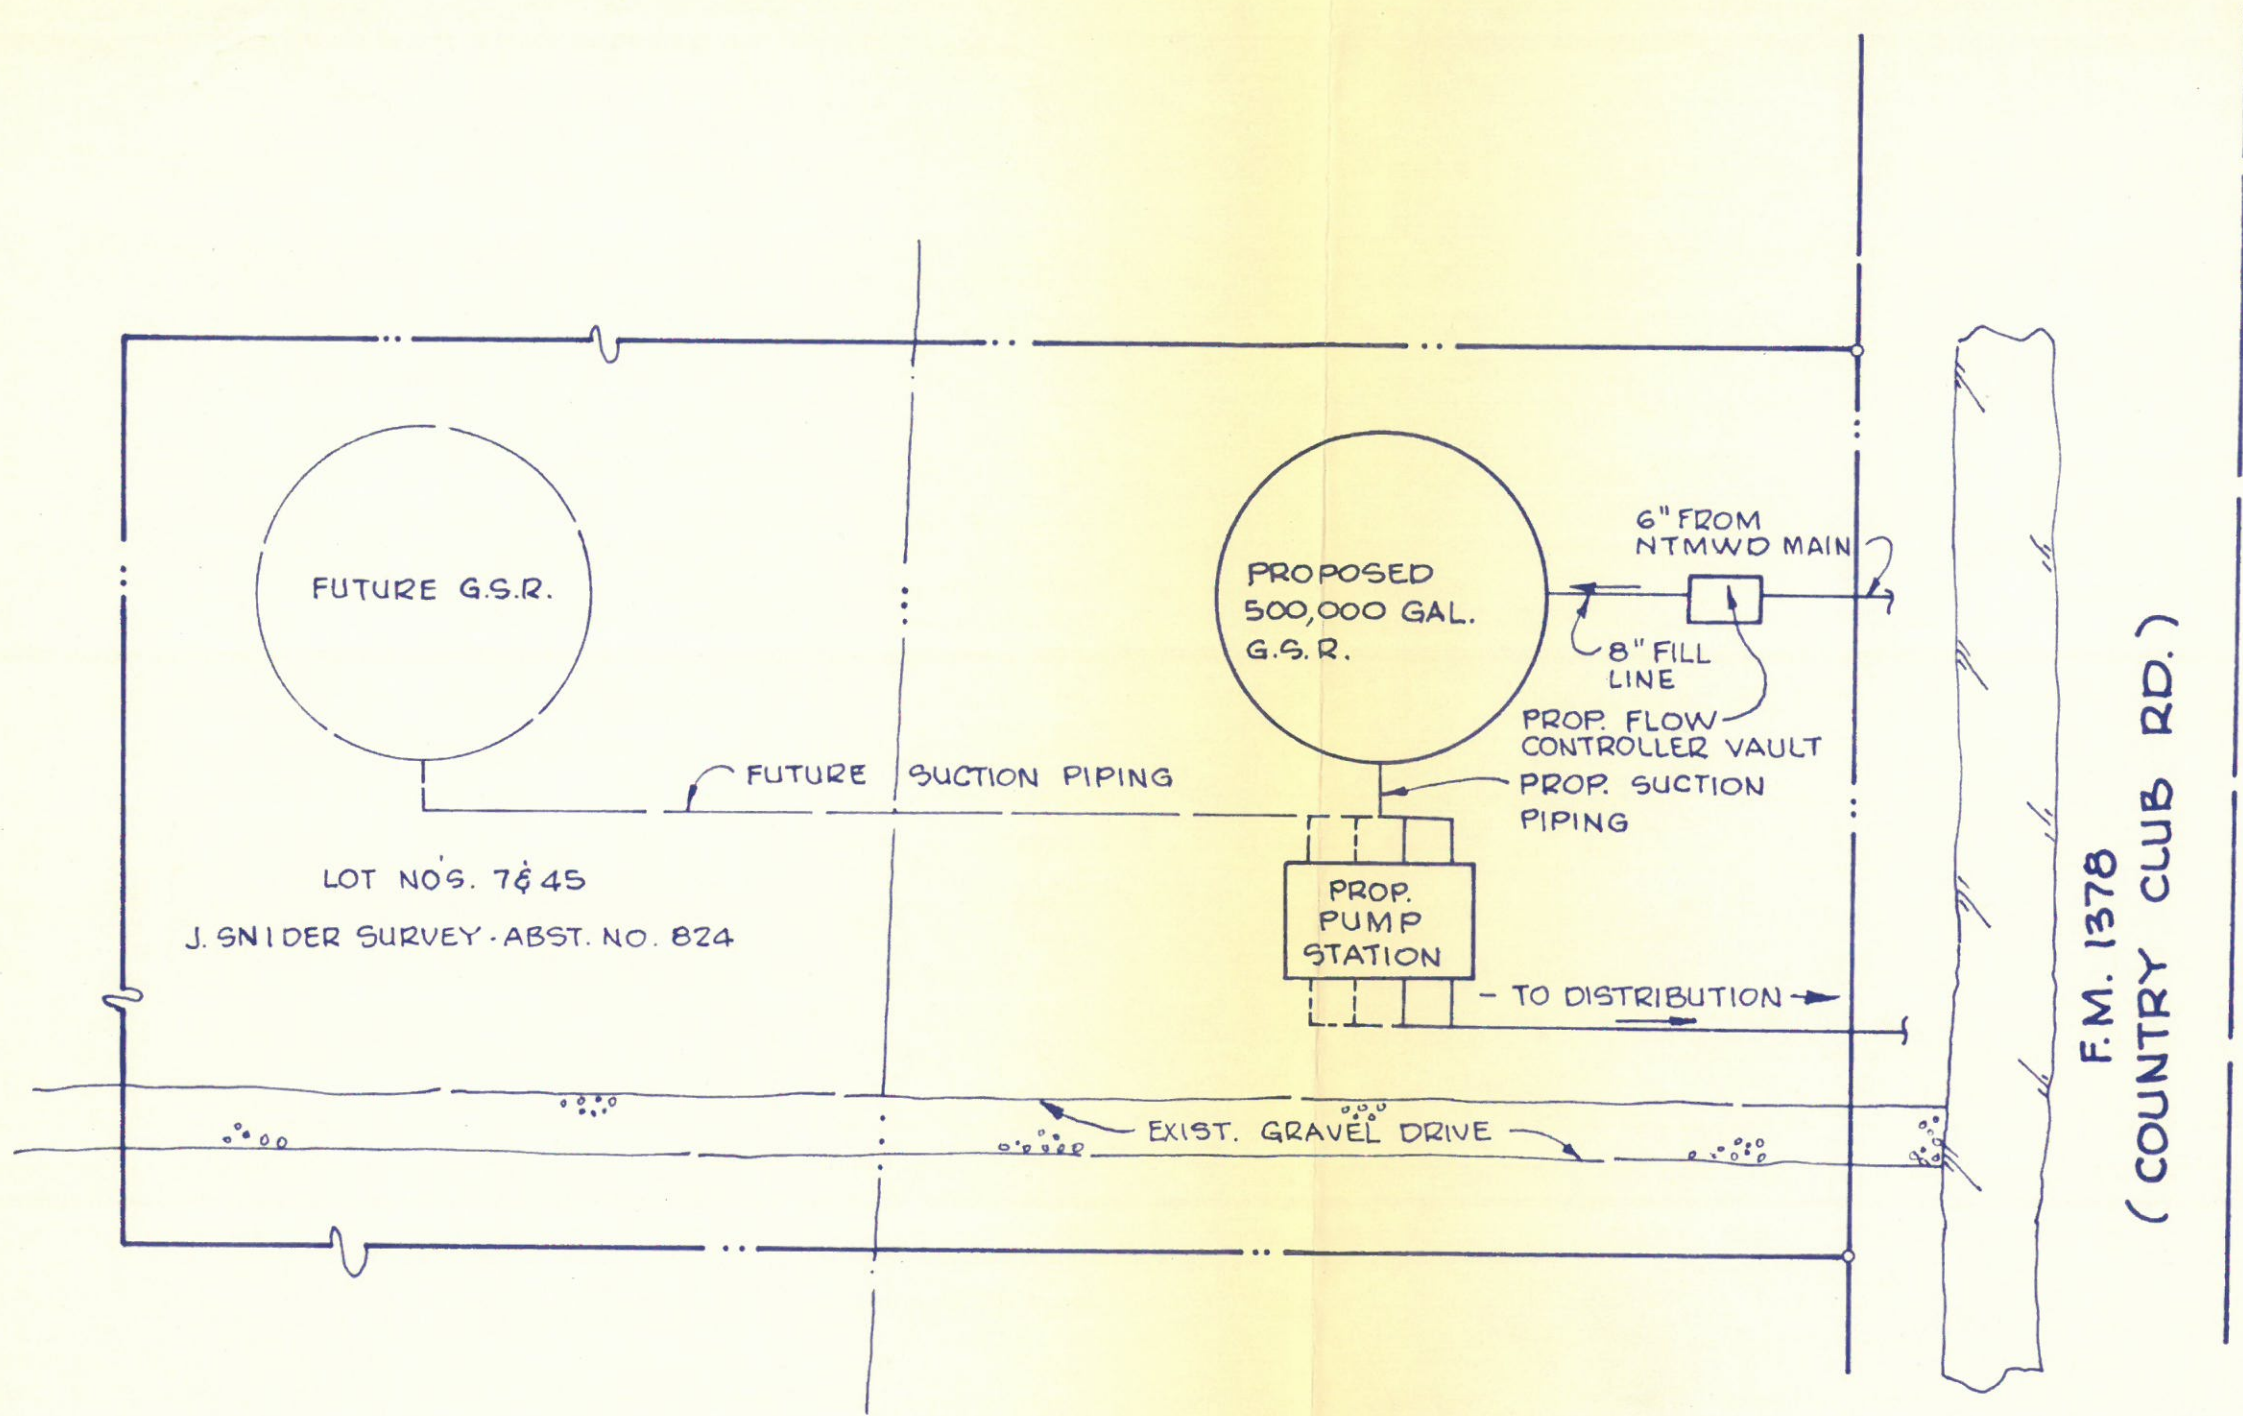 FUTURE G.S.R.
PROPOSED
500,000 GAL.
G.S.R.
6" FROM
NTMWD MAIN
8" FILL
LINE
PROP. FLOW
CONTROLLER VAULT
FUTURE SUCTION PIPING
PROP. SUCTION
PIPING
LOT NO'S. 7 & 45
J. SNIDER SURVEY · ABST. NO. 824
PROP.
PUMP
STATION
- TO DISTRIBUTION
EXIST. GRAVEL DRIVE
F.M. 1378
(COUNTRY CLUB RD.)